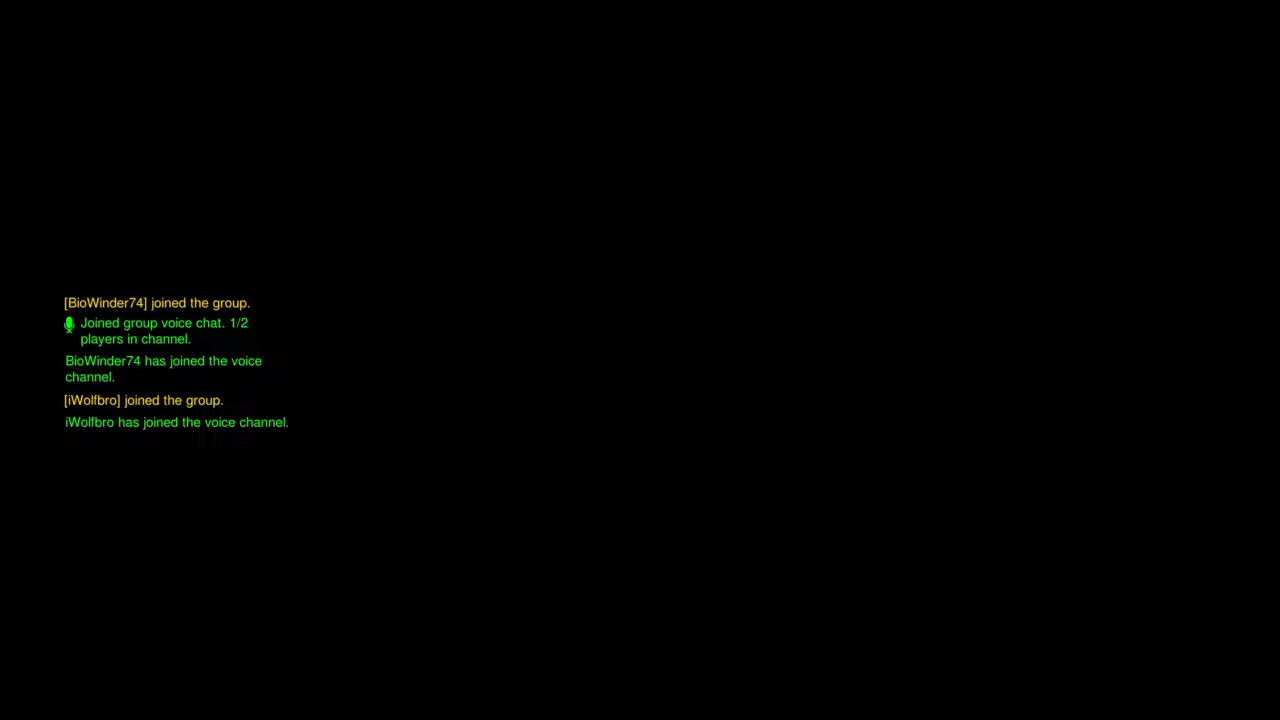 [BioWinder74] joined the group.
Joined group voice chat. 1/2
players in channel.
BioWinder74 has joined the voice
channel.
[iWolfbro] joined the group.
iWolfbro has joined the voice channel.